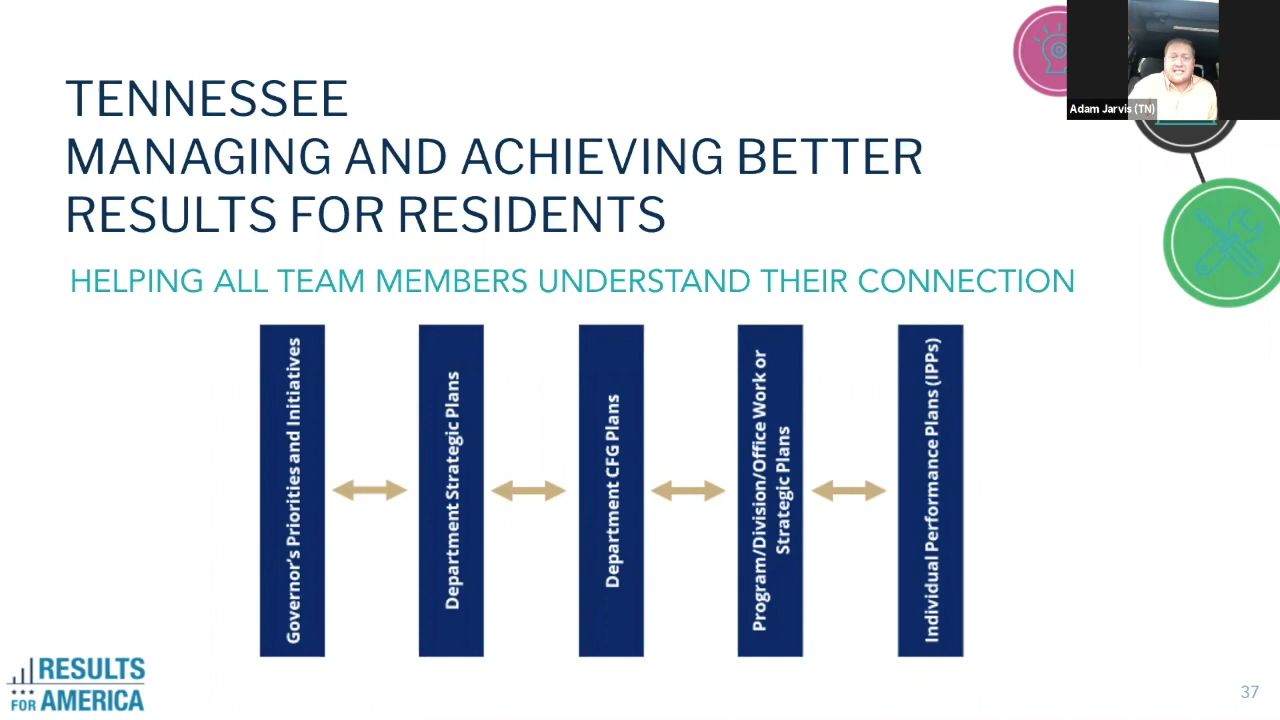 TENNESSEE
MANAGING AND ACHIEVING BETTER
RESULTS FOR RESIDENTS
HELPING ALL TEAM MEMBERS UNDERSTAND THEIR CONNECTION
Adam Jarvis (TN)
Governor's Priorities and Initiatives
Department Strategic Plans
Department CFG Plans
Program/Division/Office Work or
Strategic Plans
Individual Performance Plans (IPPs)
RESULTS
FOR AMERICA
37